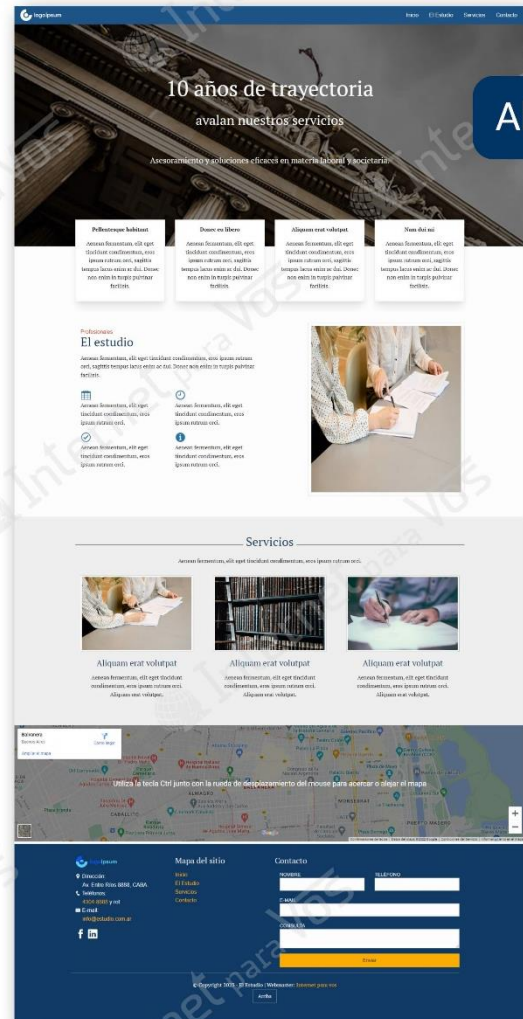 logoipsum
Inicio El Estudio Servicios Contacto
10 años de trayectoria
avalan nuestros servicios
Asesoramiento y soluciones eficaces en materia laboral y societaria.
A
Pellentesque habitant
Aenean fermentum, elit eget
tincidunt condimentum, eros
ipsum rutrum orci, sagittis
tempus lacus enim ac dui. Donec
non enim in turpis pulvinar
facilisis.
Donec eu libero
Aenean fermentum, elit eget
tincidunt condimentum, eros
ipsum rutrum orci, sagittis
tempus lacus enim ac dui. Donec
non enim in turpis pulvinar
facilisis.
Aliquam erat volutpat
Aenean fermentum, elit eget
tincidunt condimentum, eros
ipsum rutrum orci, sagittis
tempus lacus enim ac dui. Donec
non enim in turpis pulvinar
facilisis.
Nam dui mi
Aenean fermentum, elit eget
tincidunt condimentum, eros
ipsum rutrum orci, sagittis
tempus lacus enim ac dui. Donec
non enim in turpis pulvinar
facilisis.
Profesionales
El estudio
Aenean fermentum, elit eget tincidunt condimentum, eros ipsum rutrum
orci, sagittis tempus lacus enim ac dui. Donec non enim in turpis pulvinar
facilisis.
Aenean fermentum, elit eget
tincidunt condimentum, eros
ipsum rutrum orci.
Aenean fermentum, elit eget
tincidunt condimentum, eros
ipsum rutrum orci.
Aenean fermentum, elit eget
tincidunt condimentum, eros
ipsum rutrum orci.
Aenean fermentum, elit eget
tincidunt condimentum, eros
ipsum rutrum orci.
Servicios
Aenean fermentum, elit eget tincidunt condimentum, eros ipsum rutrum orci.
Aliquam erat volutpat
Aenean fermentum, elit eget tincidunt
condimentum, eros ipsum rutrum orci.
Aliquam erat volutpat.
Aliquam erat volutpat
Aenean fermentum, elit eget tincidunt
condimentum, eros ipsum rutrum orci.
Aliquam erat volutpat.
Aliquam erat volutpat
Aenean fermentum, elit eget tincidunt
condimentum, eros ipsum rutrum orci.
Aliquam erat volutpat.
Balvanera
Buenos Aires
Cómo llegar
Ampliar el mapa
Utiliza la tecla Ctrl junto con la rueda de desplazamiento del mouse para acercar o alejar el mapa
ALMAGRO
BALVANERA
MONSERRAT
PUERTO MADERO
Google
logoipsum
Dirección:
Av. Entre Ríos 8888, CABA.
Teléfonos:
4304 8888 y rot
E-mail
info@estudio.com.ar
Mapa del sitio
Inicio
El Estudio
Servicios
Contacto
Contacto
NOMBRE
TELÉFONO
E-MAIL
CONSULTA
Enviar
El Estudio | Webmaster: Internet para vos
Arriba
Internet para Vos